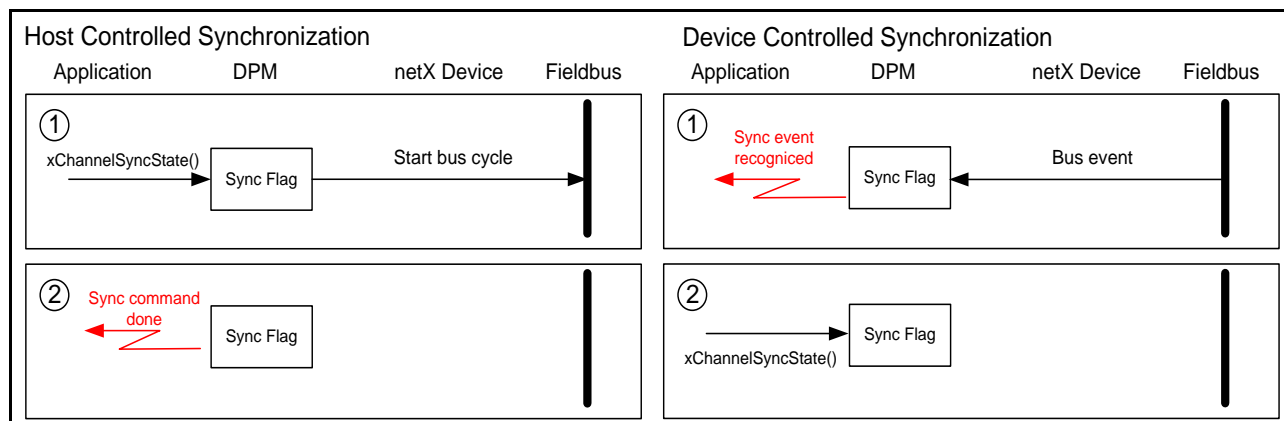 Host Controlled Synchronization
Application DPM netX Device Fieldbus
1
xChannelSyncState()
Sync Flag
Start bus cycle
2
Sync command
done
Sync Flag
Device Controlled Synchronization
Application DPM netX Device Fieldbus
1
Sync event
recogniced
Sync Flag
Bus event
2
xChannelSyncState()
Sync Flag